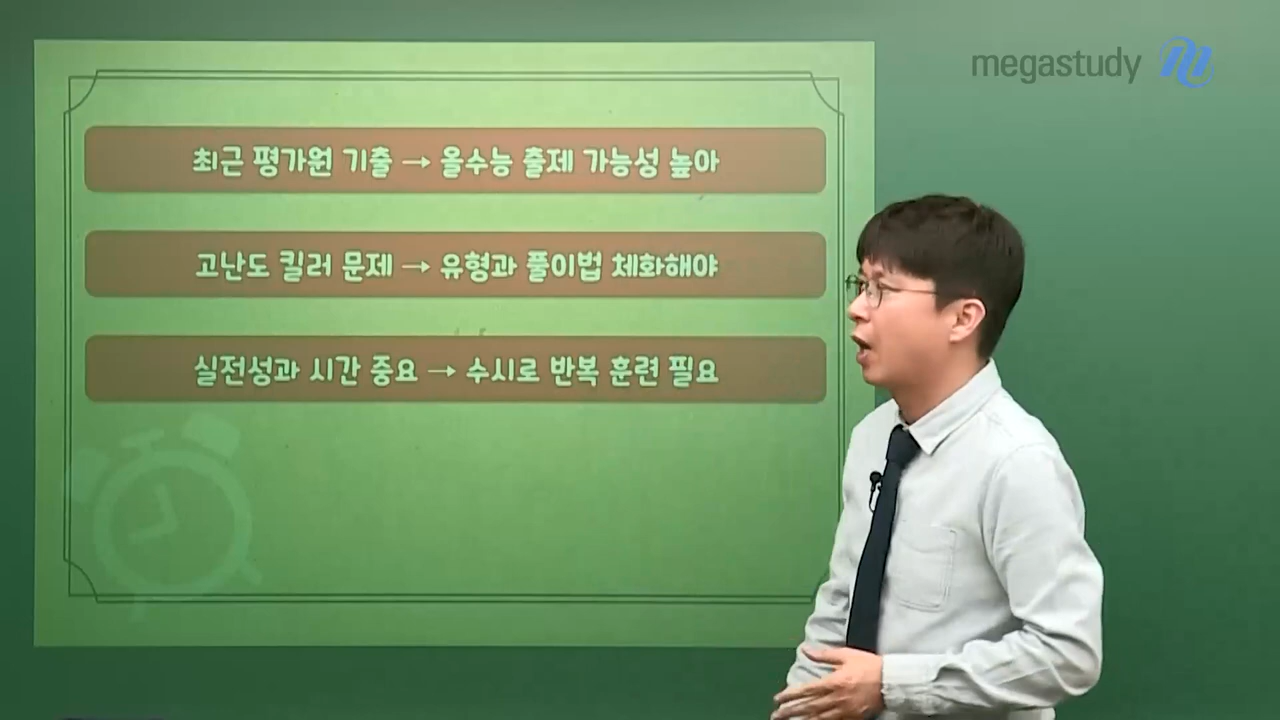 megastudy
최근 평가원 기출 → 올수능 출제 가능성 높아
고난도 킬러 문제 → 유형과 풀이법 체화해야
실전성과 시간 중요 → 수시로 반복 훈련 필요